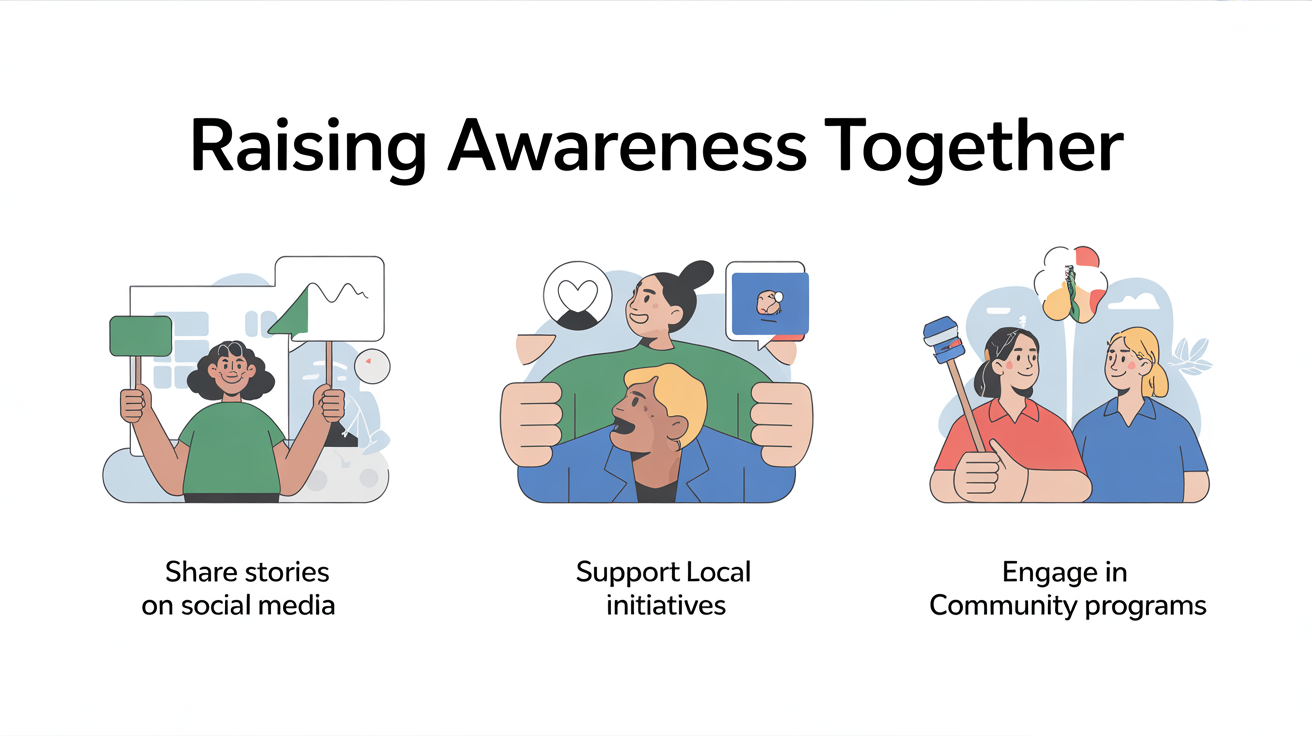 Raising Awareness Together
Share stories
on social media
Support Local
initiatives
Engage in
Community programs